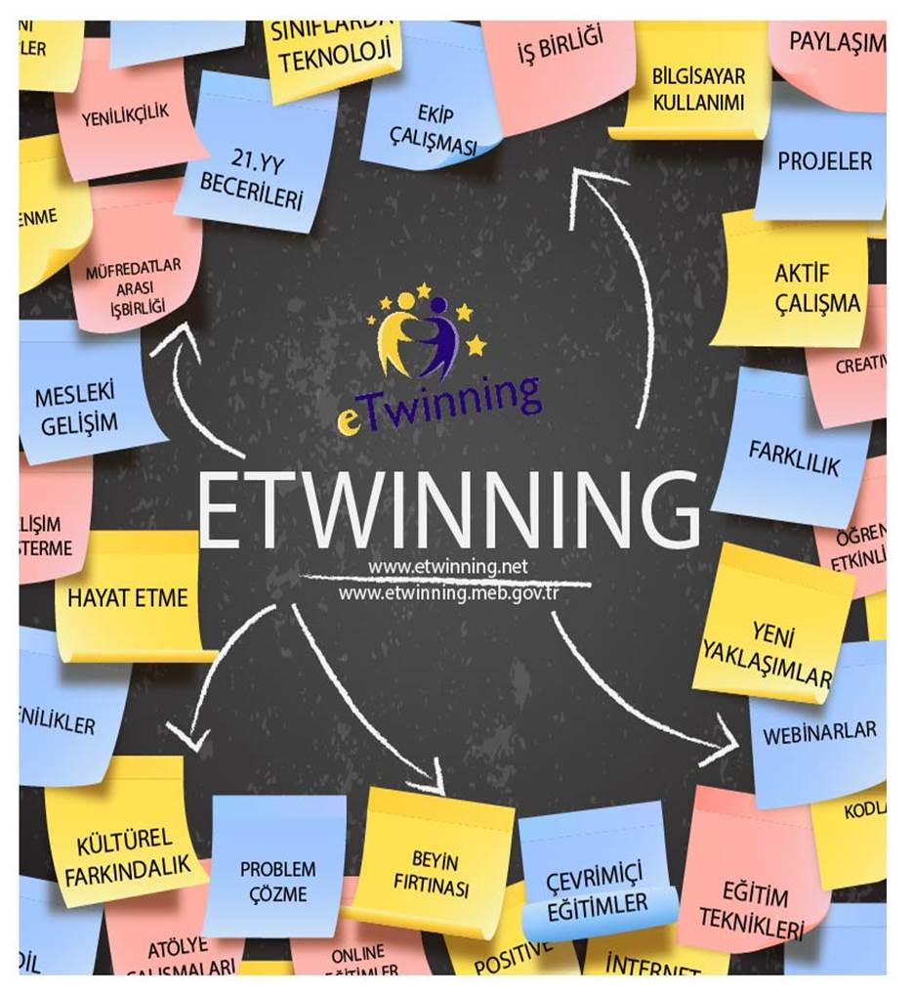 Nİ
LER
SINIFLARDA
TEKNOLOJİ
İŞ BİRLİĞİ
BİLGİSAYAR
KULLANIMI
PAYLAŞIM
YENİLİKÇİLİK
21.YY
BECERİLERİ
EKİP
ÇALIŞMASI
PROJELER
ENME
MÜFREDATLAR
ARASI
İŞBİRLİĞİ
AKTİF
ÇALIŞMA
MESLEKİ
GELİŞİM
CREATIV
eTwinning
FARKLILIK
ETWINNING
www.etwinning.net
www.etwinning.meb.gov.tr
LİŞİM
STERME
ÖĞREN
ETKİNLİ
HAYAT ETME
YENİ
YAKLAŞIMLAR
ENİLİKLER
WEBINARLAR
KÜLTÜREL
FARKINDALIK
PROBLEM
ÇÖZME
BEYİN
FIRTINASI
ÇEVRİMİÇİ
EĞİTİMLER
EĞİTİM
TEKNİKLERİ
KODLA
DİL
ATÖLYE
ÇALIŞMALARI
ONLINE
EĞİTİMLER
POSITIVE
İNTERNET